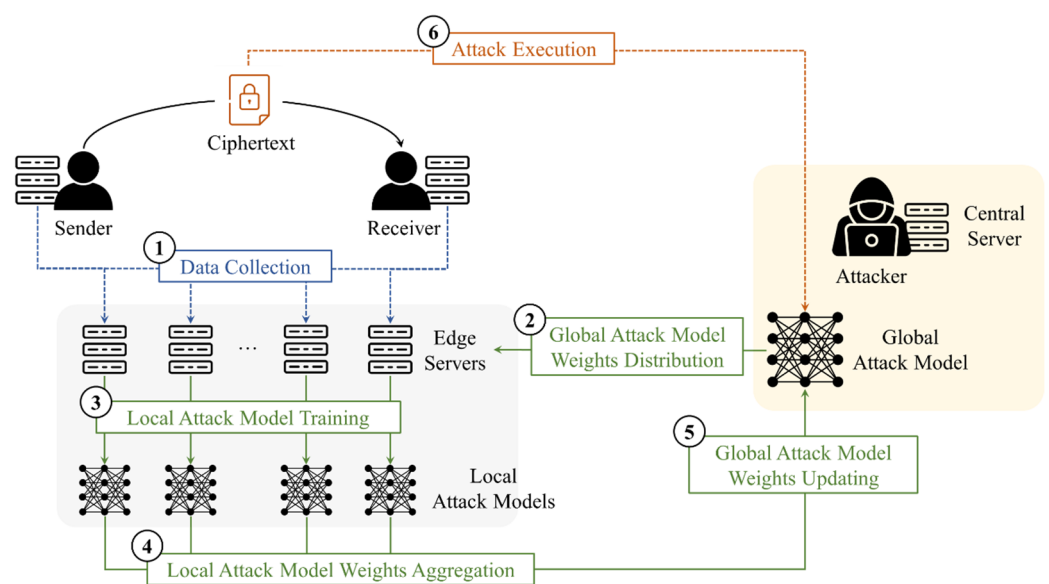 6
Attack Execution
Ciphertext
Sender
Receiver
Central
Server
Attacker
1
Data Collection
2
Global Attack Model
Weights Distribution
Edge
Servers
...
Global
Attack Model
3
Local Attack Model Training
5
Global Attack Model
Weights Updating
Local
Attack Models
4
Local Attack Model Weights Aggregation